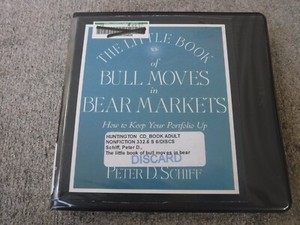 THE LITTLE BOOK
of
BULL MOVES
in
BEAR MARKETS
How to Keep Your Portfolio Up
HUNTINGTON CD_BOOK ADULT
NONFICTION 332.6 S 6/DISCS
Schiff, Peter D.,
The little book of bull moves in bear
DISCARD
PETER D. SCHIFF